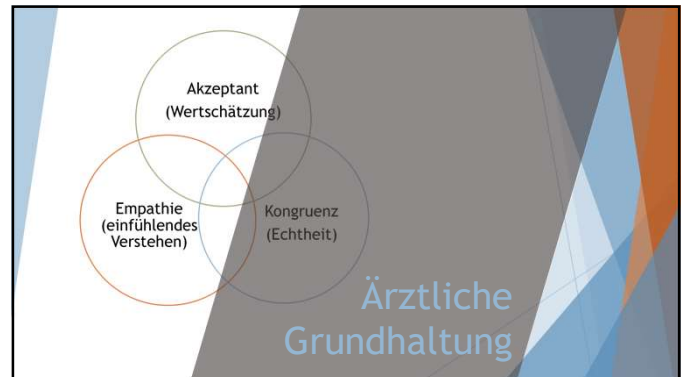 Akzeptant
(Wertschätzung)
Empathie
(einfühlendes
Verstehen)
Kongruenz
(Echtheit)
Ärztliche
Grundhaltung